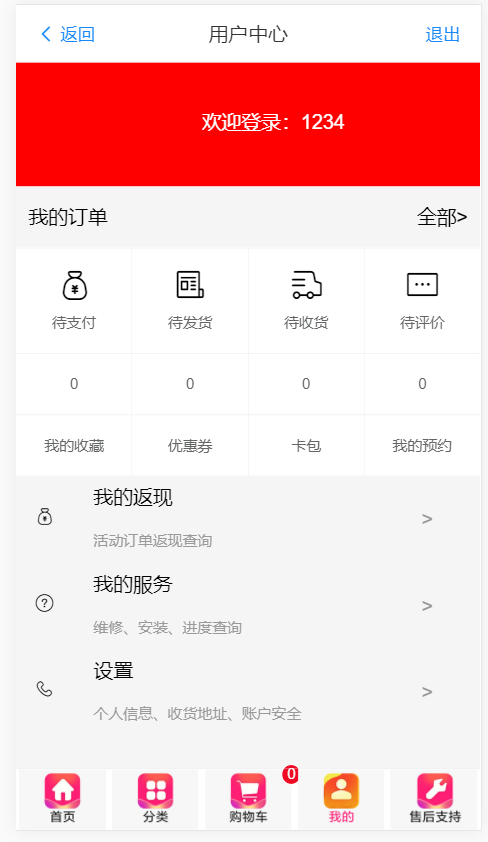 返回 用户中心 退出
欢迎登录：1234
我的订单 全部>
待支付 待发货 待收货 待评价
0 0 0 0
我的收藏 优惠券 卡包 我的预约
我的返现
活动订单返现查询
>
我的服务
维修、安装、进度查询
>
设置
个人信息、收货地址、账户安全
>
0
首页 分类 购物车 我的 售后支持